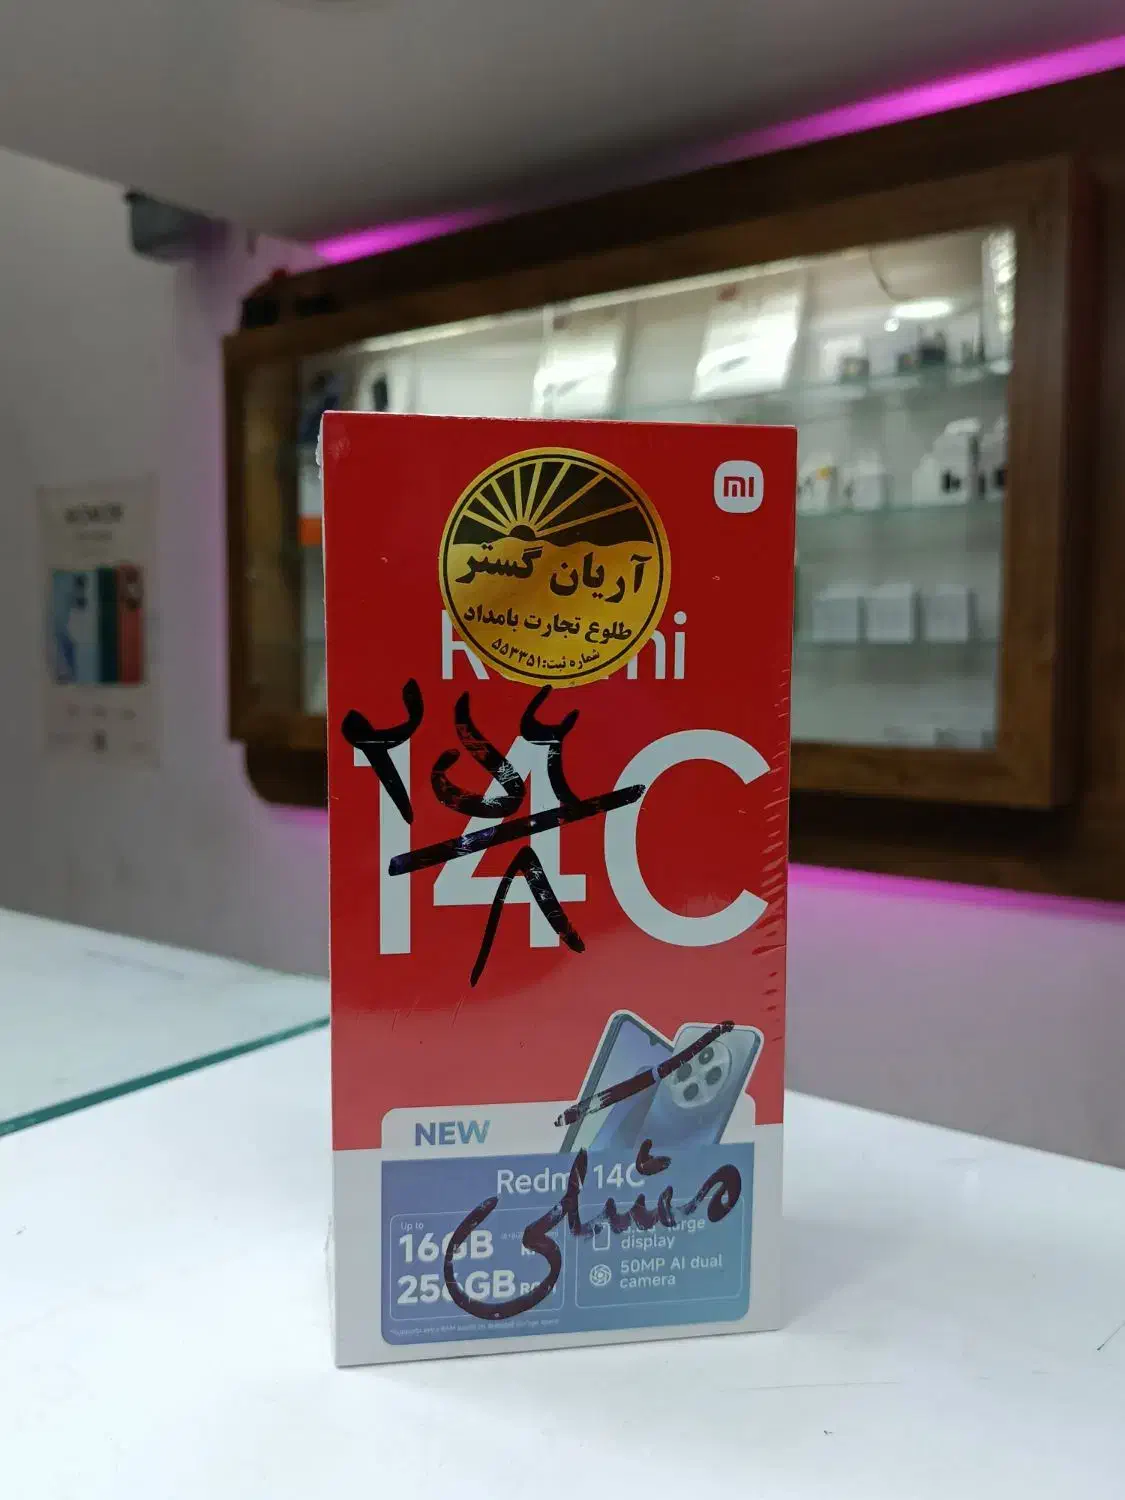 mi
آریان گستر
طلوع تجارت بامداد
شماره ثبت: ۵۵۳۳۵۱
۲۵۶
۸
14C
NEW
Redmi 14C
Up to
16GB
256GB
large
display
50MP AI dual
camera
مشکی